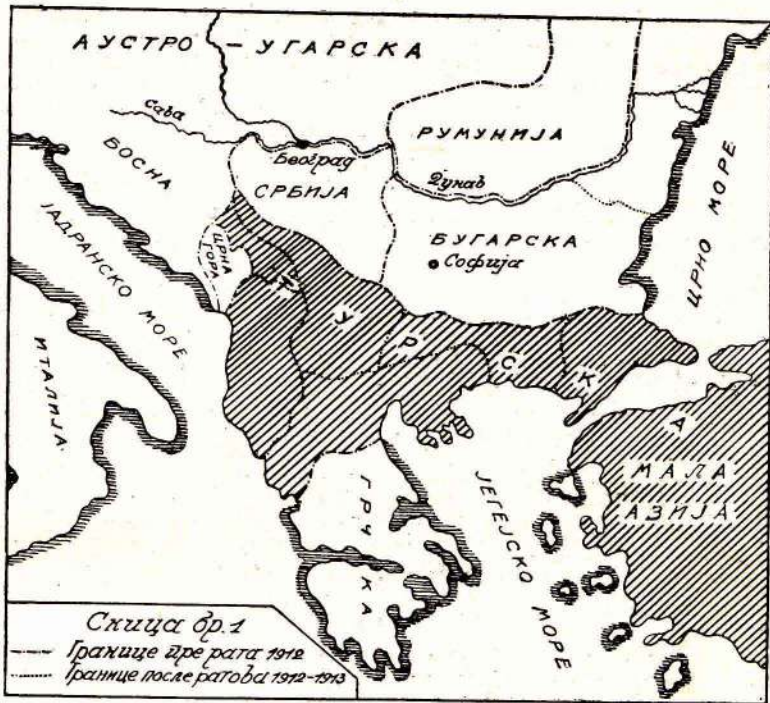 АУСТРО – УГАРСКА
Сава
РУМУНИЈА
БОСНА
Београд
СРБИЈА
Дунав
ЦРНО МОРЕ
ЈАДРАНСКО МОРЕ
ЦРНА
ГОРА
БУГАРСКА
Софија
ТУРСКА
ИТАЛИЈА
МАЛА
АЗИЈА
ГРЧКА
ЈЕГЕЈСКО МОРЕ
Скица бр. 1
Границе пре рата 1912
Границе после ратова 1912-1913